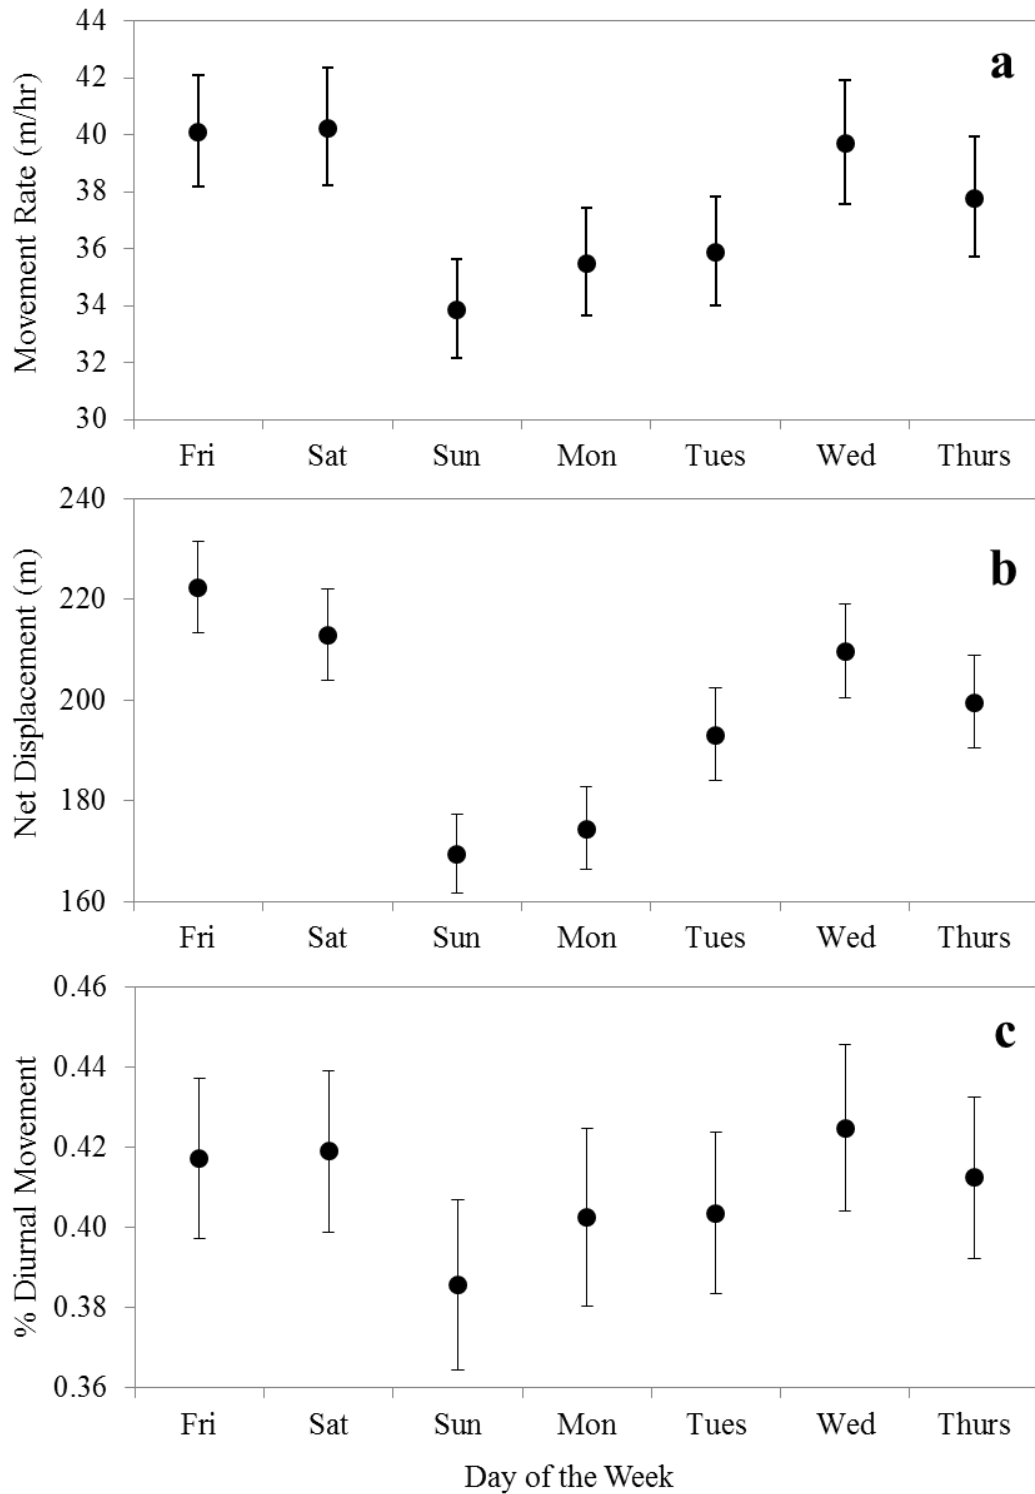 44
a
42
40
38
36
34
32
30
Movement Rate (m/hr)
Fri Sat Sun Mon Tues Wed Thurs
240
b
220
200
180
160
Net Displacement (m)
Fri Sat Sun Mon Tues Wed Thurs
0.46
c
0.44
0.42
0.40
0.38
0.36
% Diurnal Movement
Fri Sat Sun Mon Tues Wed Thurs
Day of the Week